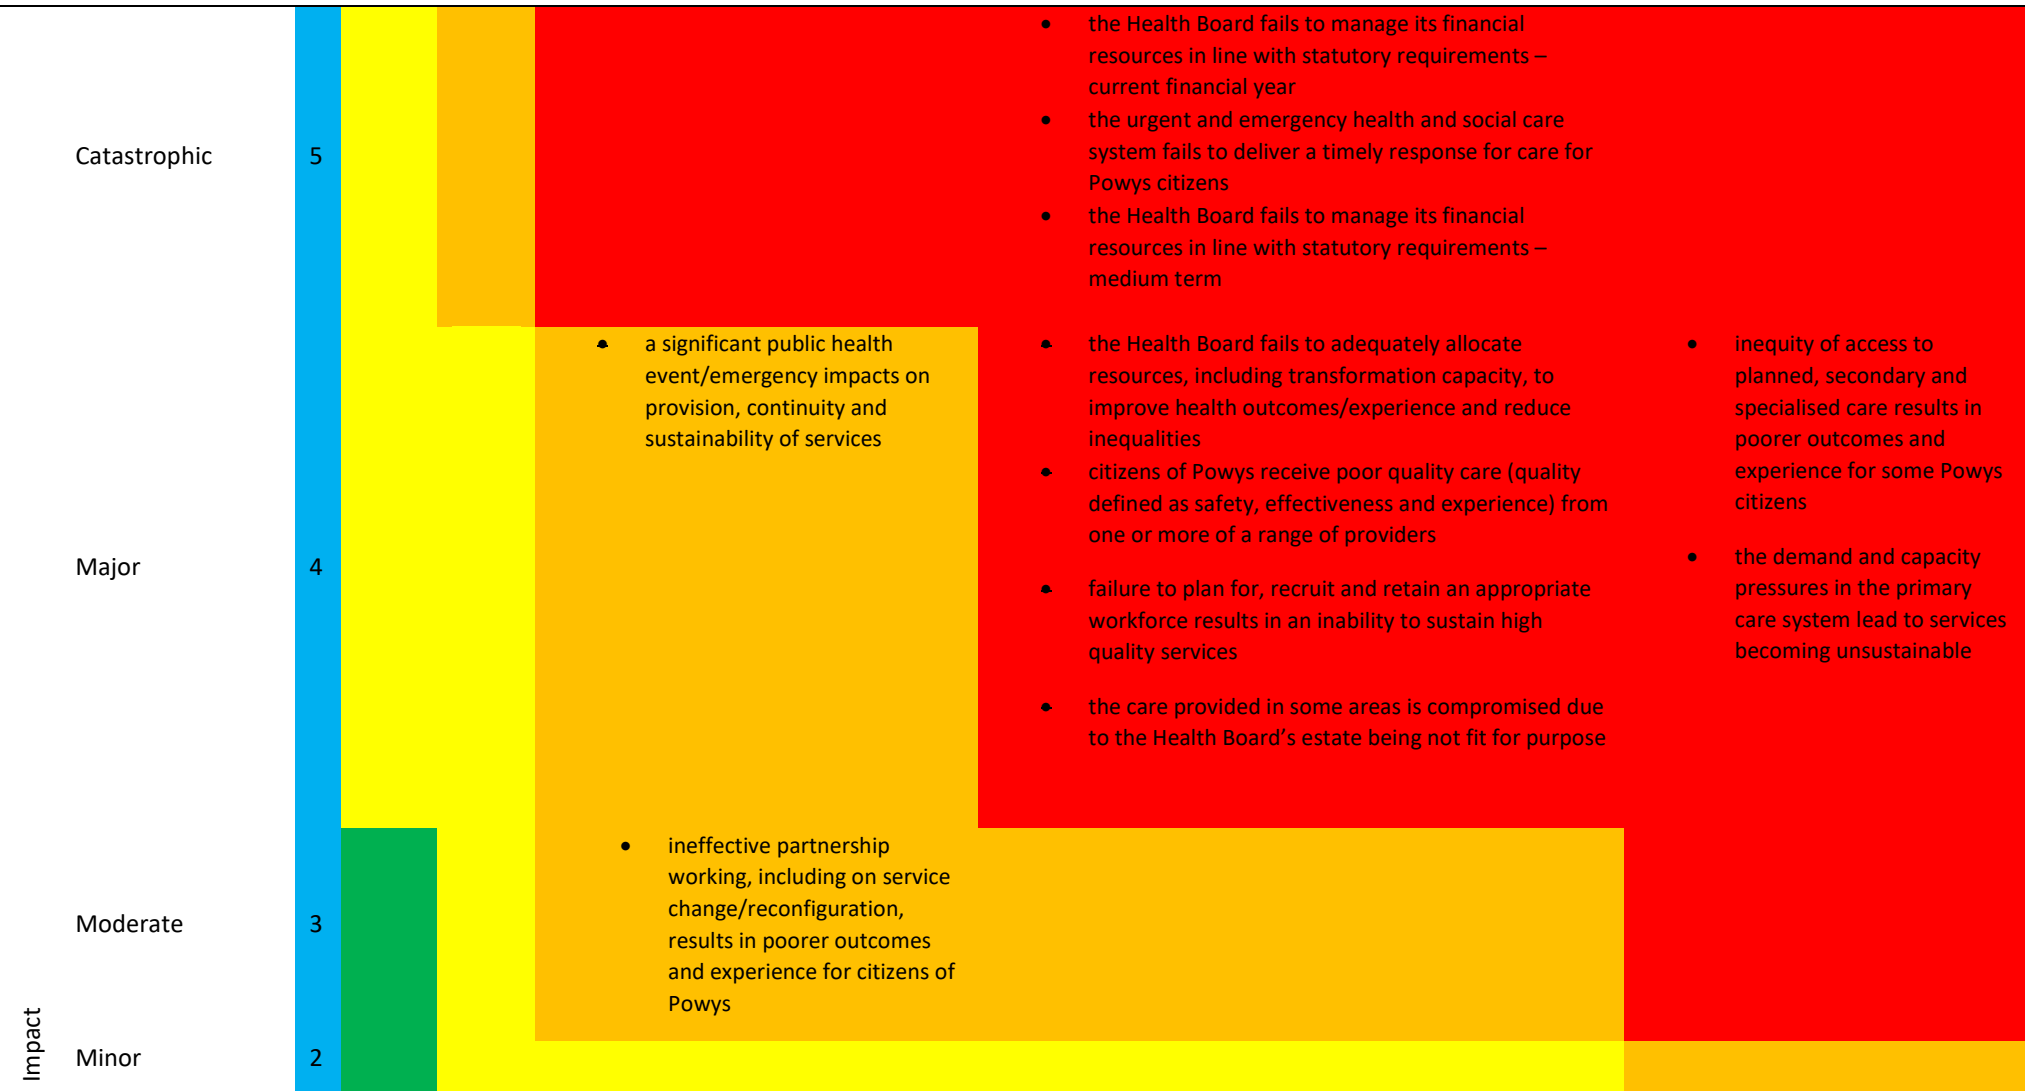 the Health Board fails to manage its financial
resources in line with statutory requirements –
current financial year
the urgent and emergency health and social care
system fails to deliver a timely response for care for
Powys citizens
the Health Board fails to manage its financial
resources in line with statutory requirements –
medium term
Catastrophic
5
a significant public health
event/emergency impacts on
provision, continuity and
sustainability of services
the Health Board fails to adequately allocate
resources, including transformation capacity, to
improve health outcomes/experience and reduce
inequalities
citizens of Powys receive poor quality care (quality
defined as safety, effectiveness and experience) from
one or more of a range of providers
failure to plan for, recruit and retain an appropriate
workforce results in an inability to sustain high
quality services
the care provided in some areas is compromised due
to the Health Board’s estate being not fit for purpose
inequity of access to
planned, secondary and
specialised care results in
poorer outcomes and
experience for some Powys
citizens
the demand and capacity
pressures in the primary
care system lead to services
becoming unsustainable
Major
4
ineffective partnership
working, including on service
change/reconfiguration,
results in poorer outcomes
and experience for citizens of
Powys
Moderate
3
Impact
Minor
2